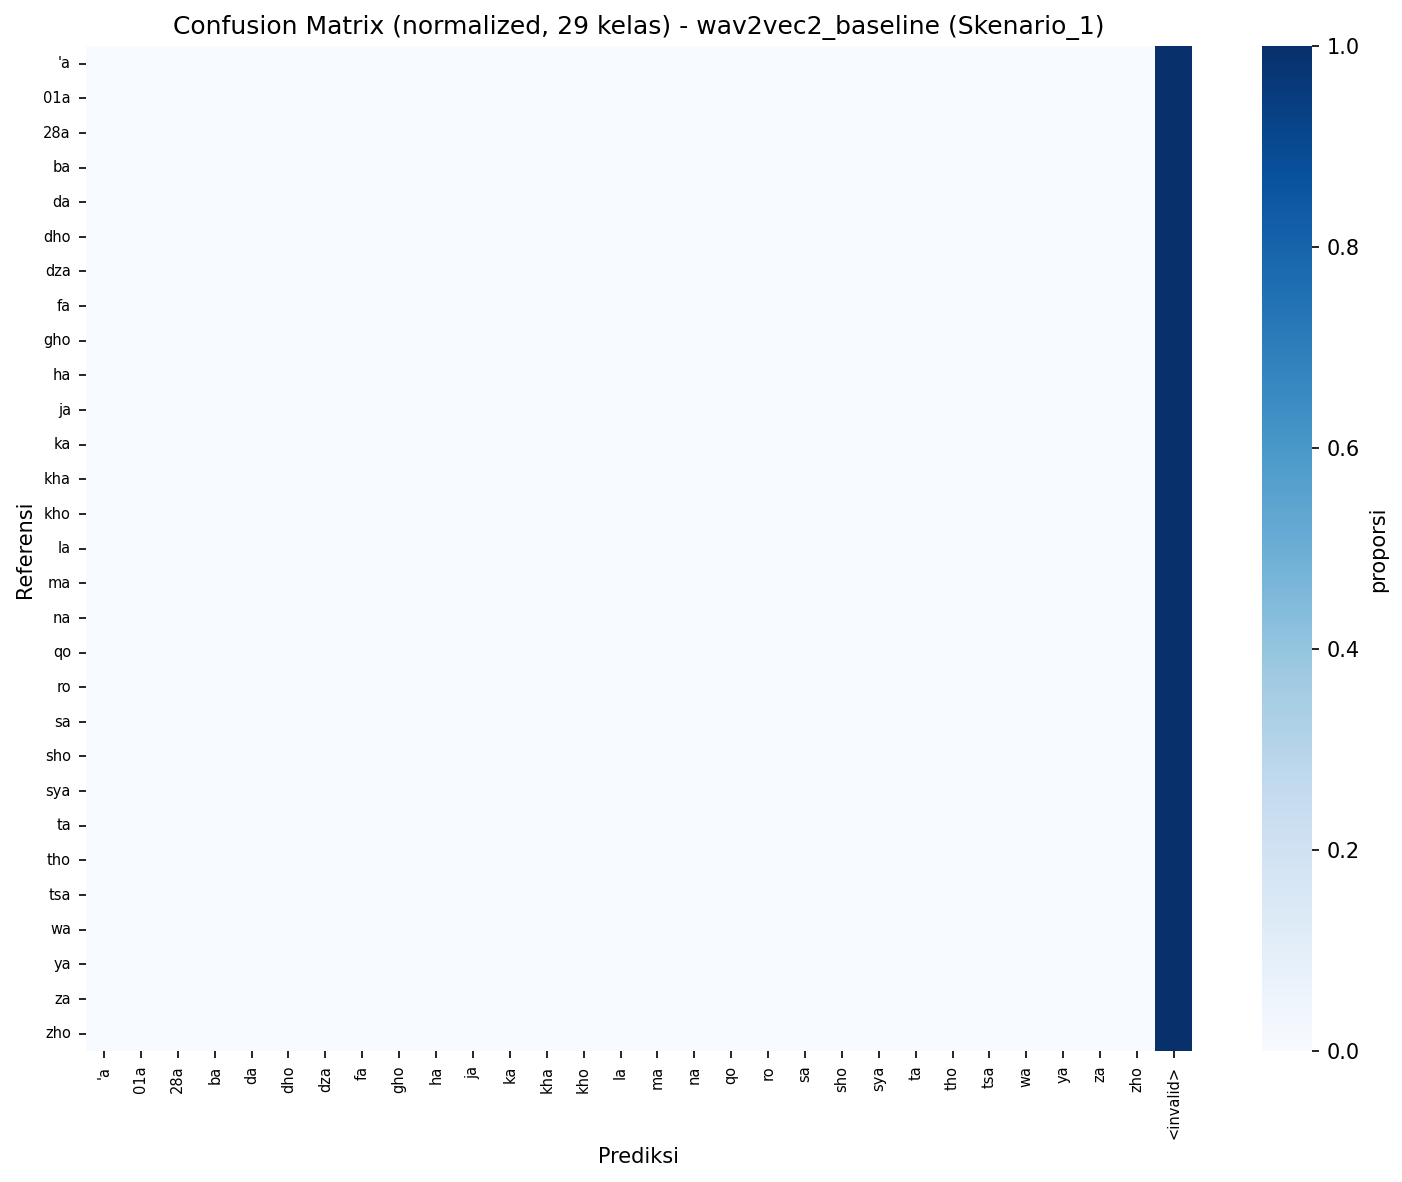 Confusion Matrix (normalized, 29 kelas) - wav2vec2_baseline (Skenario_1)
Referensi
'a
01a
28a
ba
da
dho
dza
fa
gho
ha
ja
ka
kha
kho
la
ma
na
qo
ro
sa
sho
sya
ta
tho
tsa
wa
ya
za
zho
'a 01a 28a ba da dho dza fa gho ha ja ka kha kho la ma na qo ro sa sho sya ta tho tsa wa ya za zho <invalid>
Prediksi
1.0
0.8
0.6
0.4
0.2
0.0
proporsi